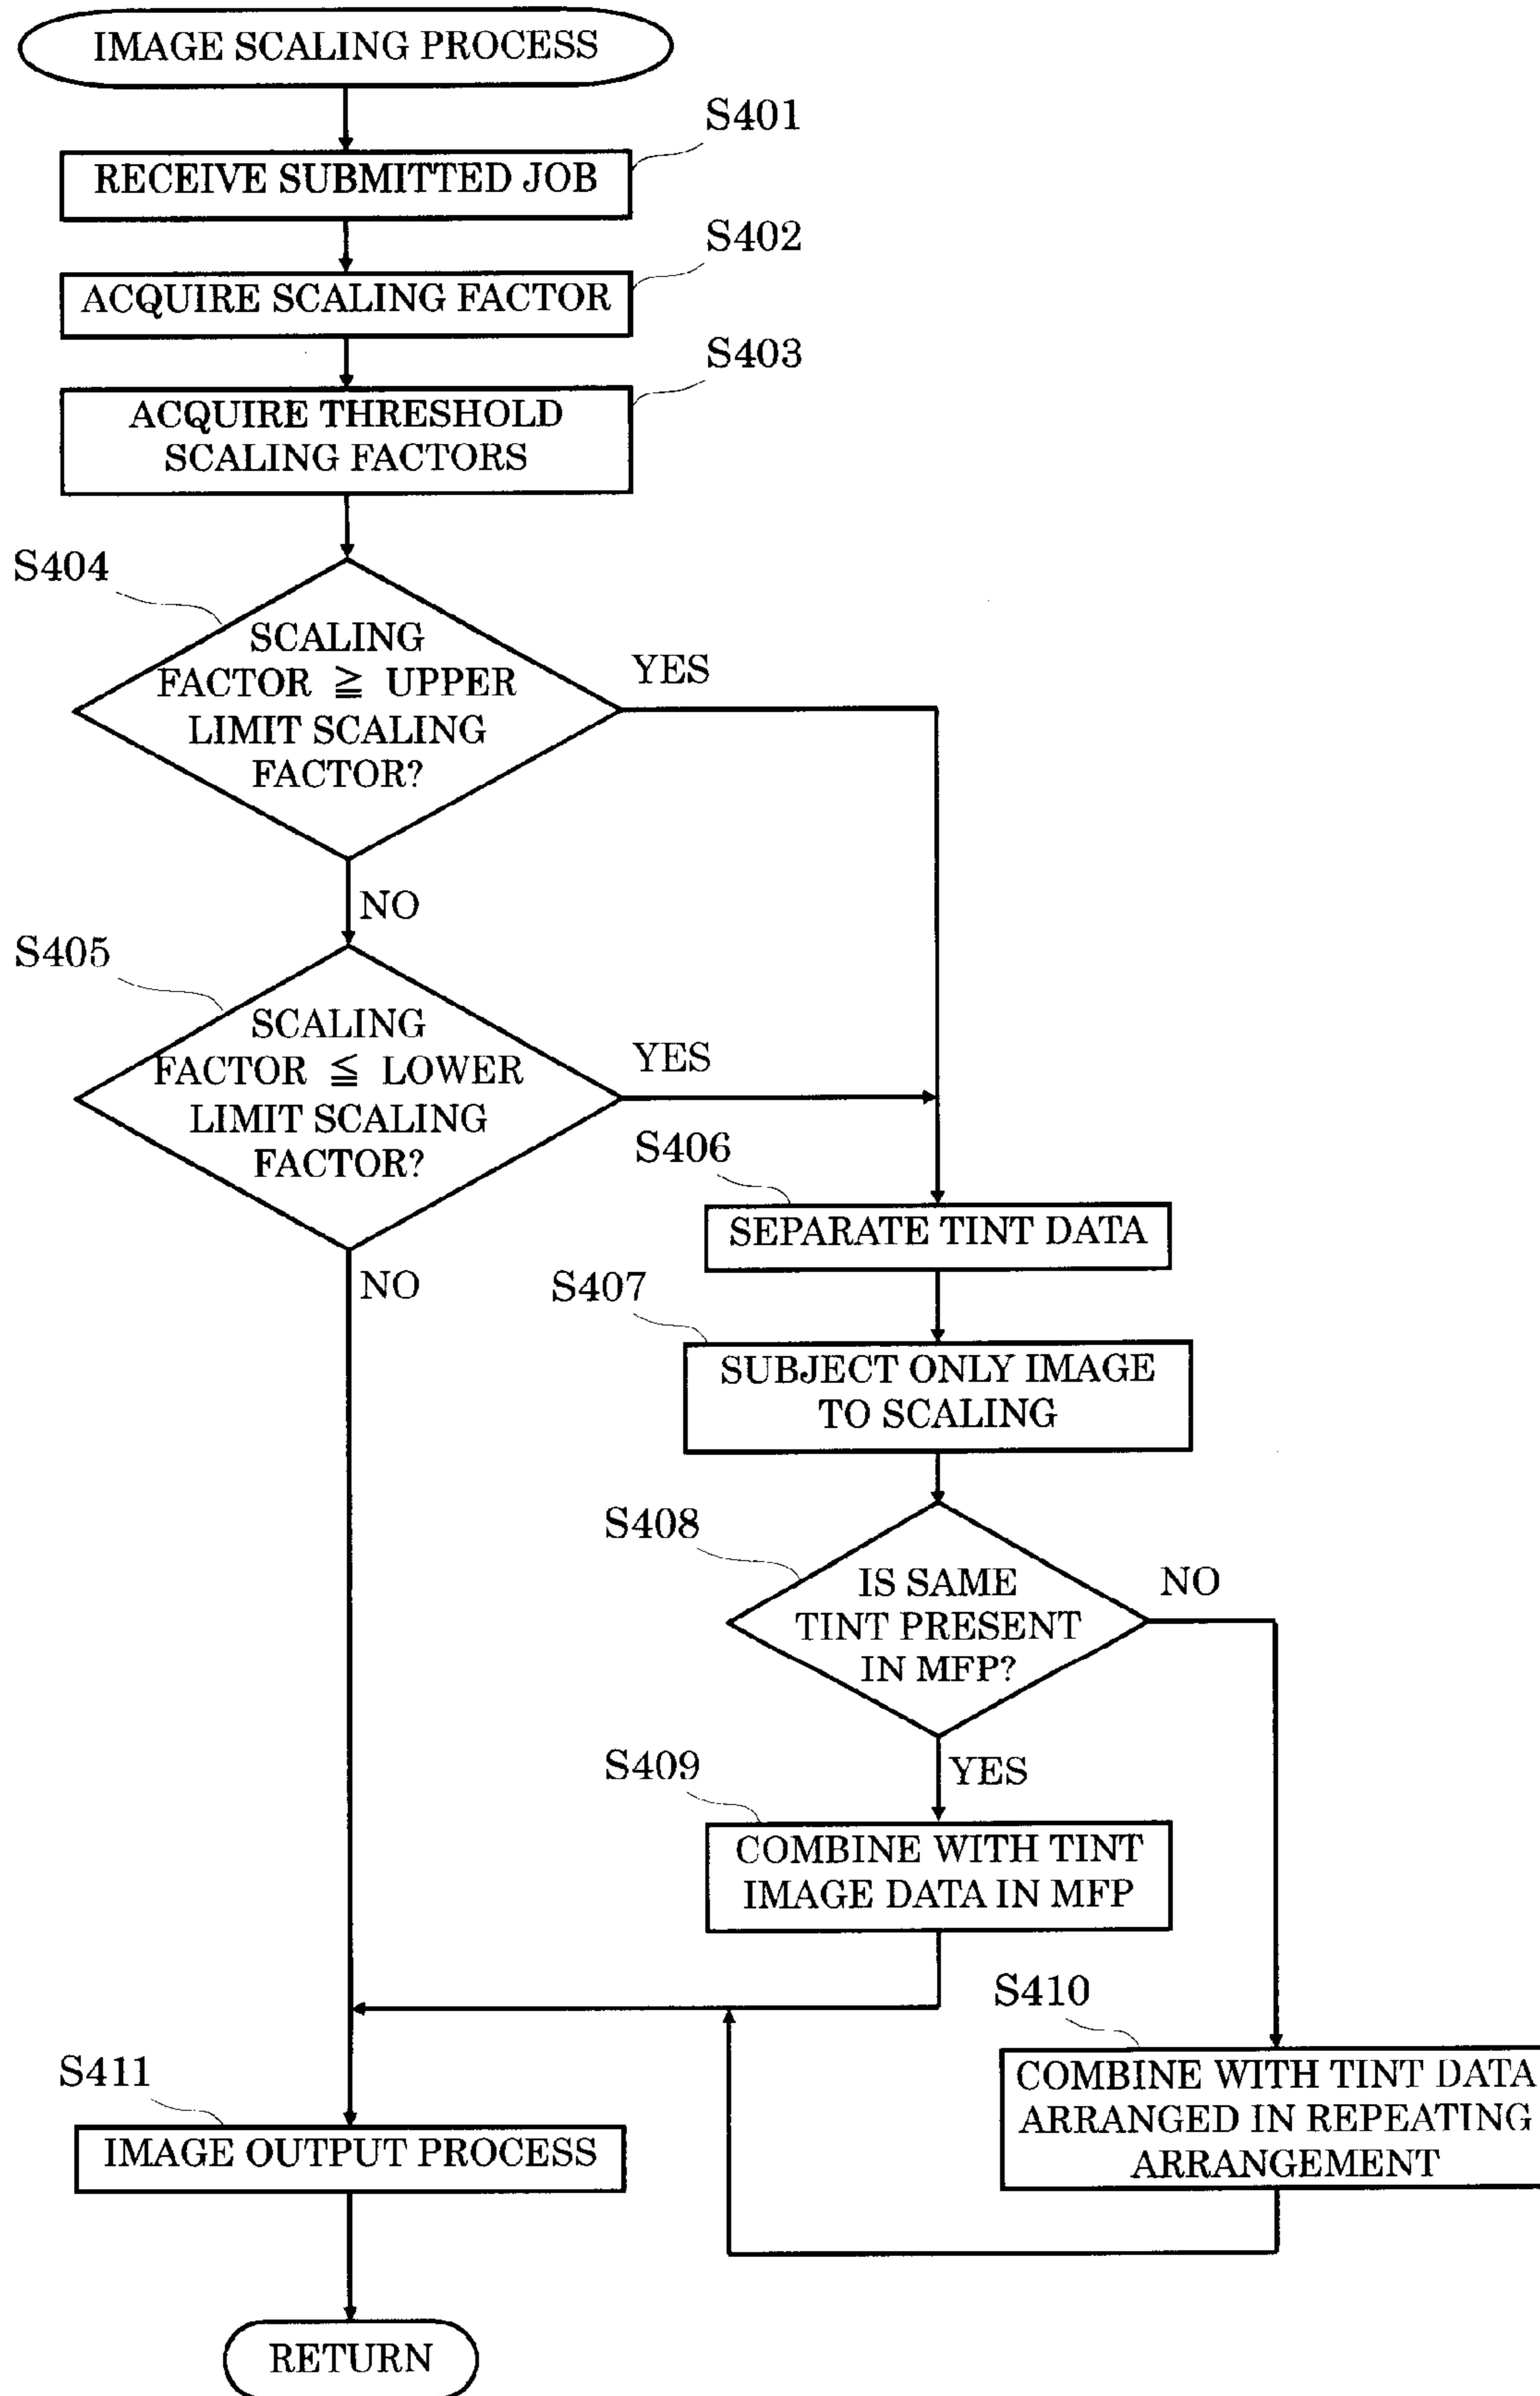 IMAGE SCALING PROCESS
S401
RECEIVE SUBMITTED JOB
S402
ACQUIRE SCALING FACTOR
S403
ACQUIRE THRESHOLD
SCALING FACTORS
S404
SCALING
FACTOR ≧ UPPER
LIMIT SCALING
FACTOR?
YES
NO
S405
SCALING
FACTOR ≦ LOWER
LIMIT SCALING
FACTOR?
YES
NO
S406
SEPARATE TINT DATA
S407
SUBJECT ONLY IMAGE
TO SCALING
S408
IS SAME
TINT PRESENT
IN MFP?
NO
YES
S409
COMBINE WITH TINT
IMAGE DATA IN MFP
S410
COMBINE WITH TINT DATA
ARRANGED IN REPEATING
ARRANGEMENT
S411
IMAGE OUTPUT PROCESS
RETURN